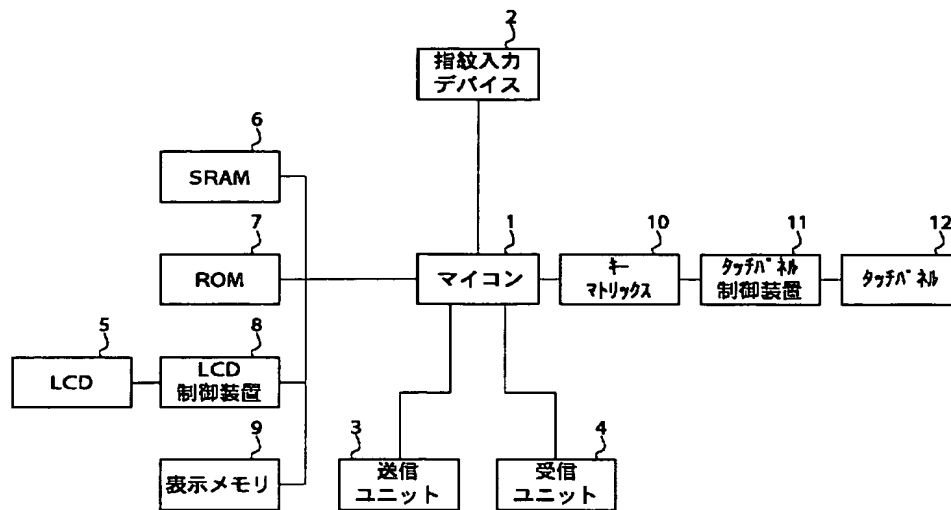 2
指紋入力
デバイス
6
SRAM
7
ROM
1
マイコン
10
キー
マトリックス
11
タッチパネル
制御装置
12
タッチパネル
5
LCD
8
LCD
制御装置
9
表示メモリ
3
送信
ユニット
4
受信
ユニット